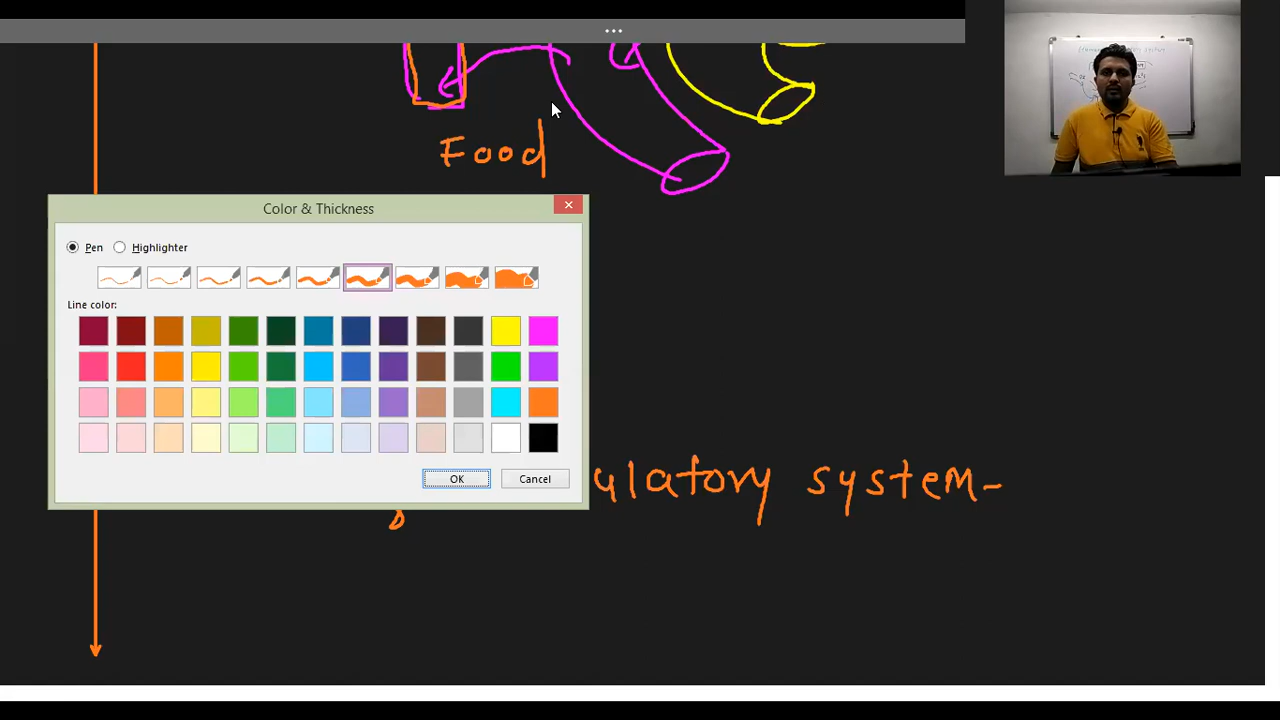 Food
Color & Thickness
Pen Highlighter
Line color:
OK Cancel
ulatory system-